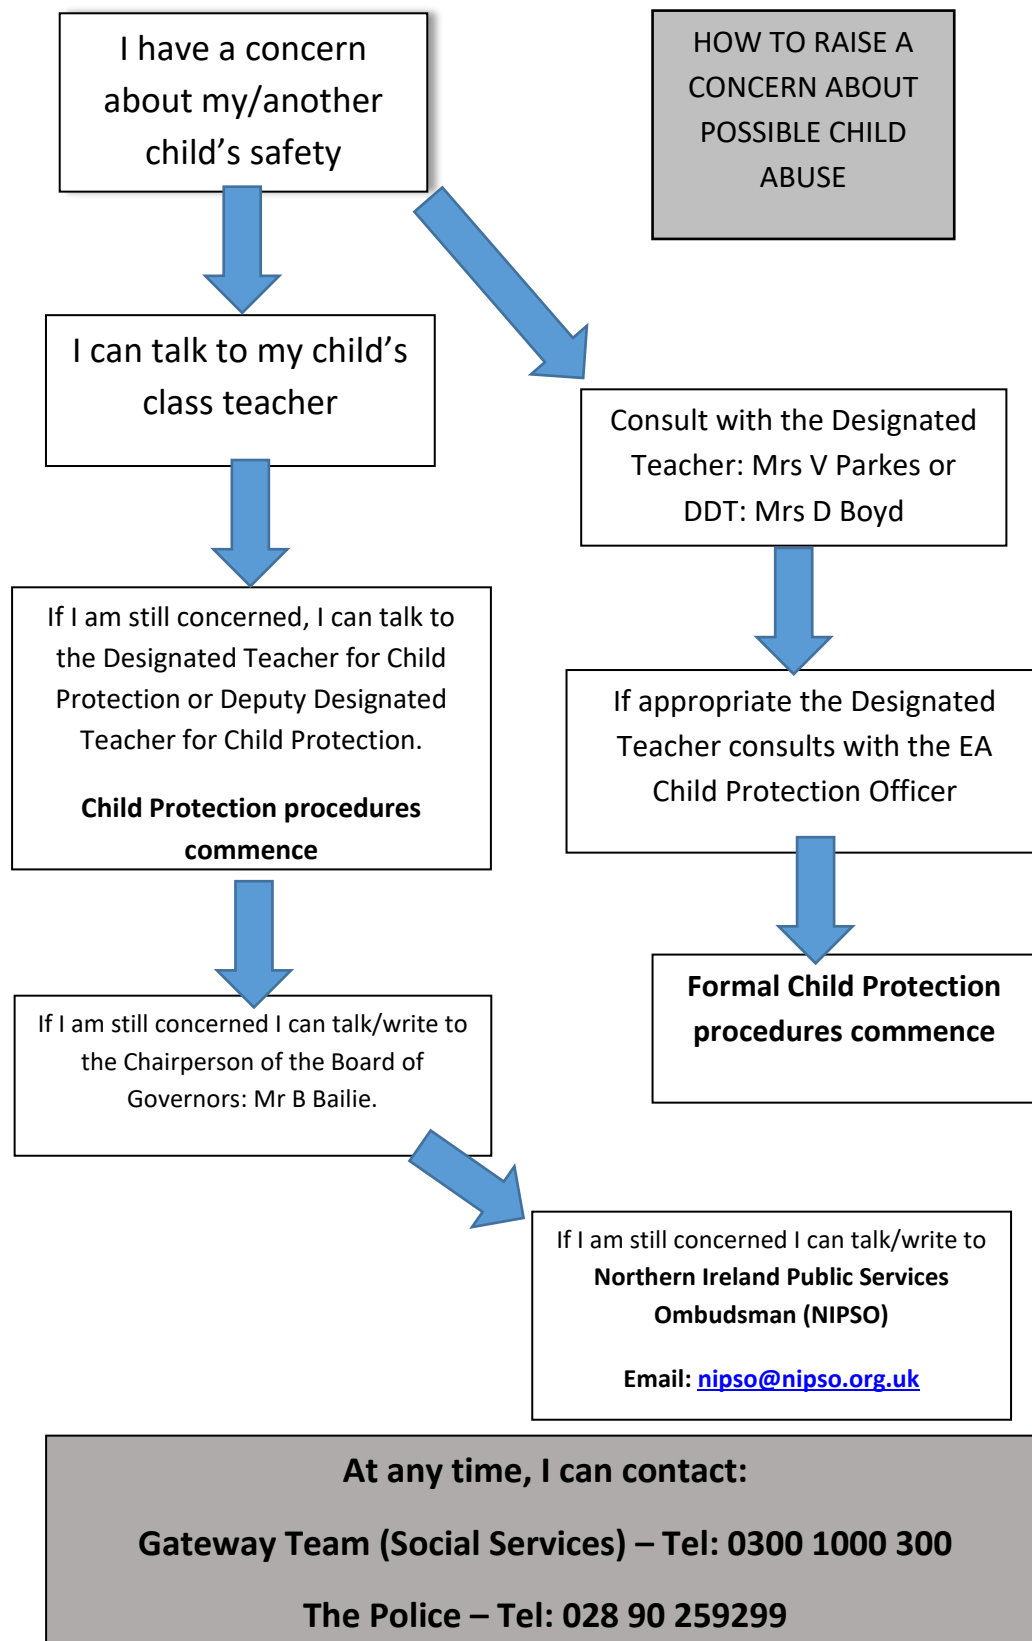 I have a concern
about my/another
child’s safety
HOW TO RAISE A
CONCERN ABOUT
POSSIBLE CHILD
ABUSE
I can talk to my child’s
class teacher
Consult with the Designated
Teacher: Mrs V Parkes or
DDT: Mrs D Boyd
If I am still concerned, I can talk to
the Designated Teacher for Child
Protection or Deputy Designated
Teacher for Child Protection.
Child Protection procedures
commence
If appropriate the Designated
Teacher consults with the EA
Child Protection Officer
Formal Child Protection
procedures commence
If I am still concerned I can talk/write to
the Chairperson of the Board of
Governors: Mr B Bailie.
If I am still concerned I can talk/write to
Northern Ireland Public Services
Ombudsman (NIPSO)
Email: nipso@nipso.org.uk
At any time, I can contact:
Gateway Team (Social Services) – Tel: 0300 1000 300
The Police – Tel: 028 90 259299